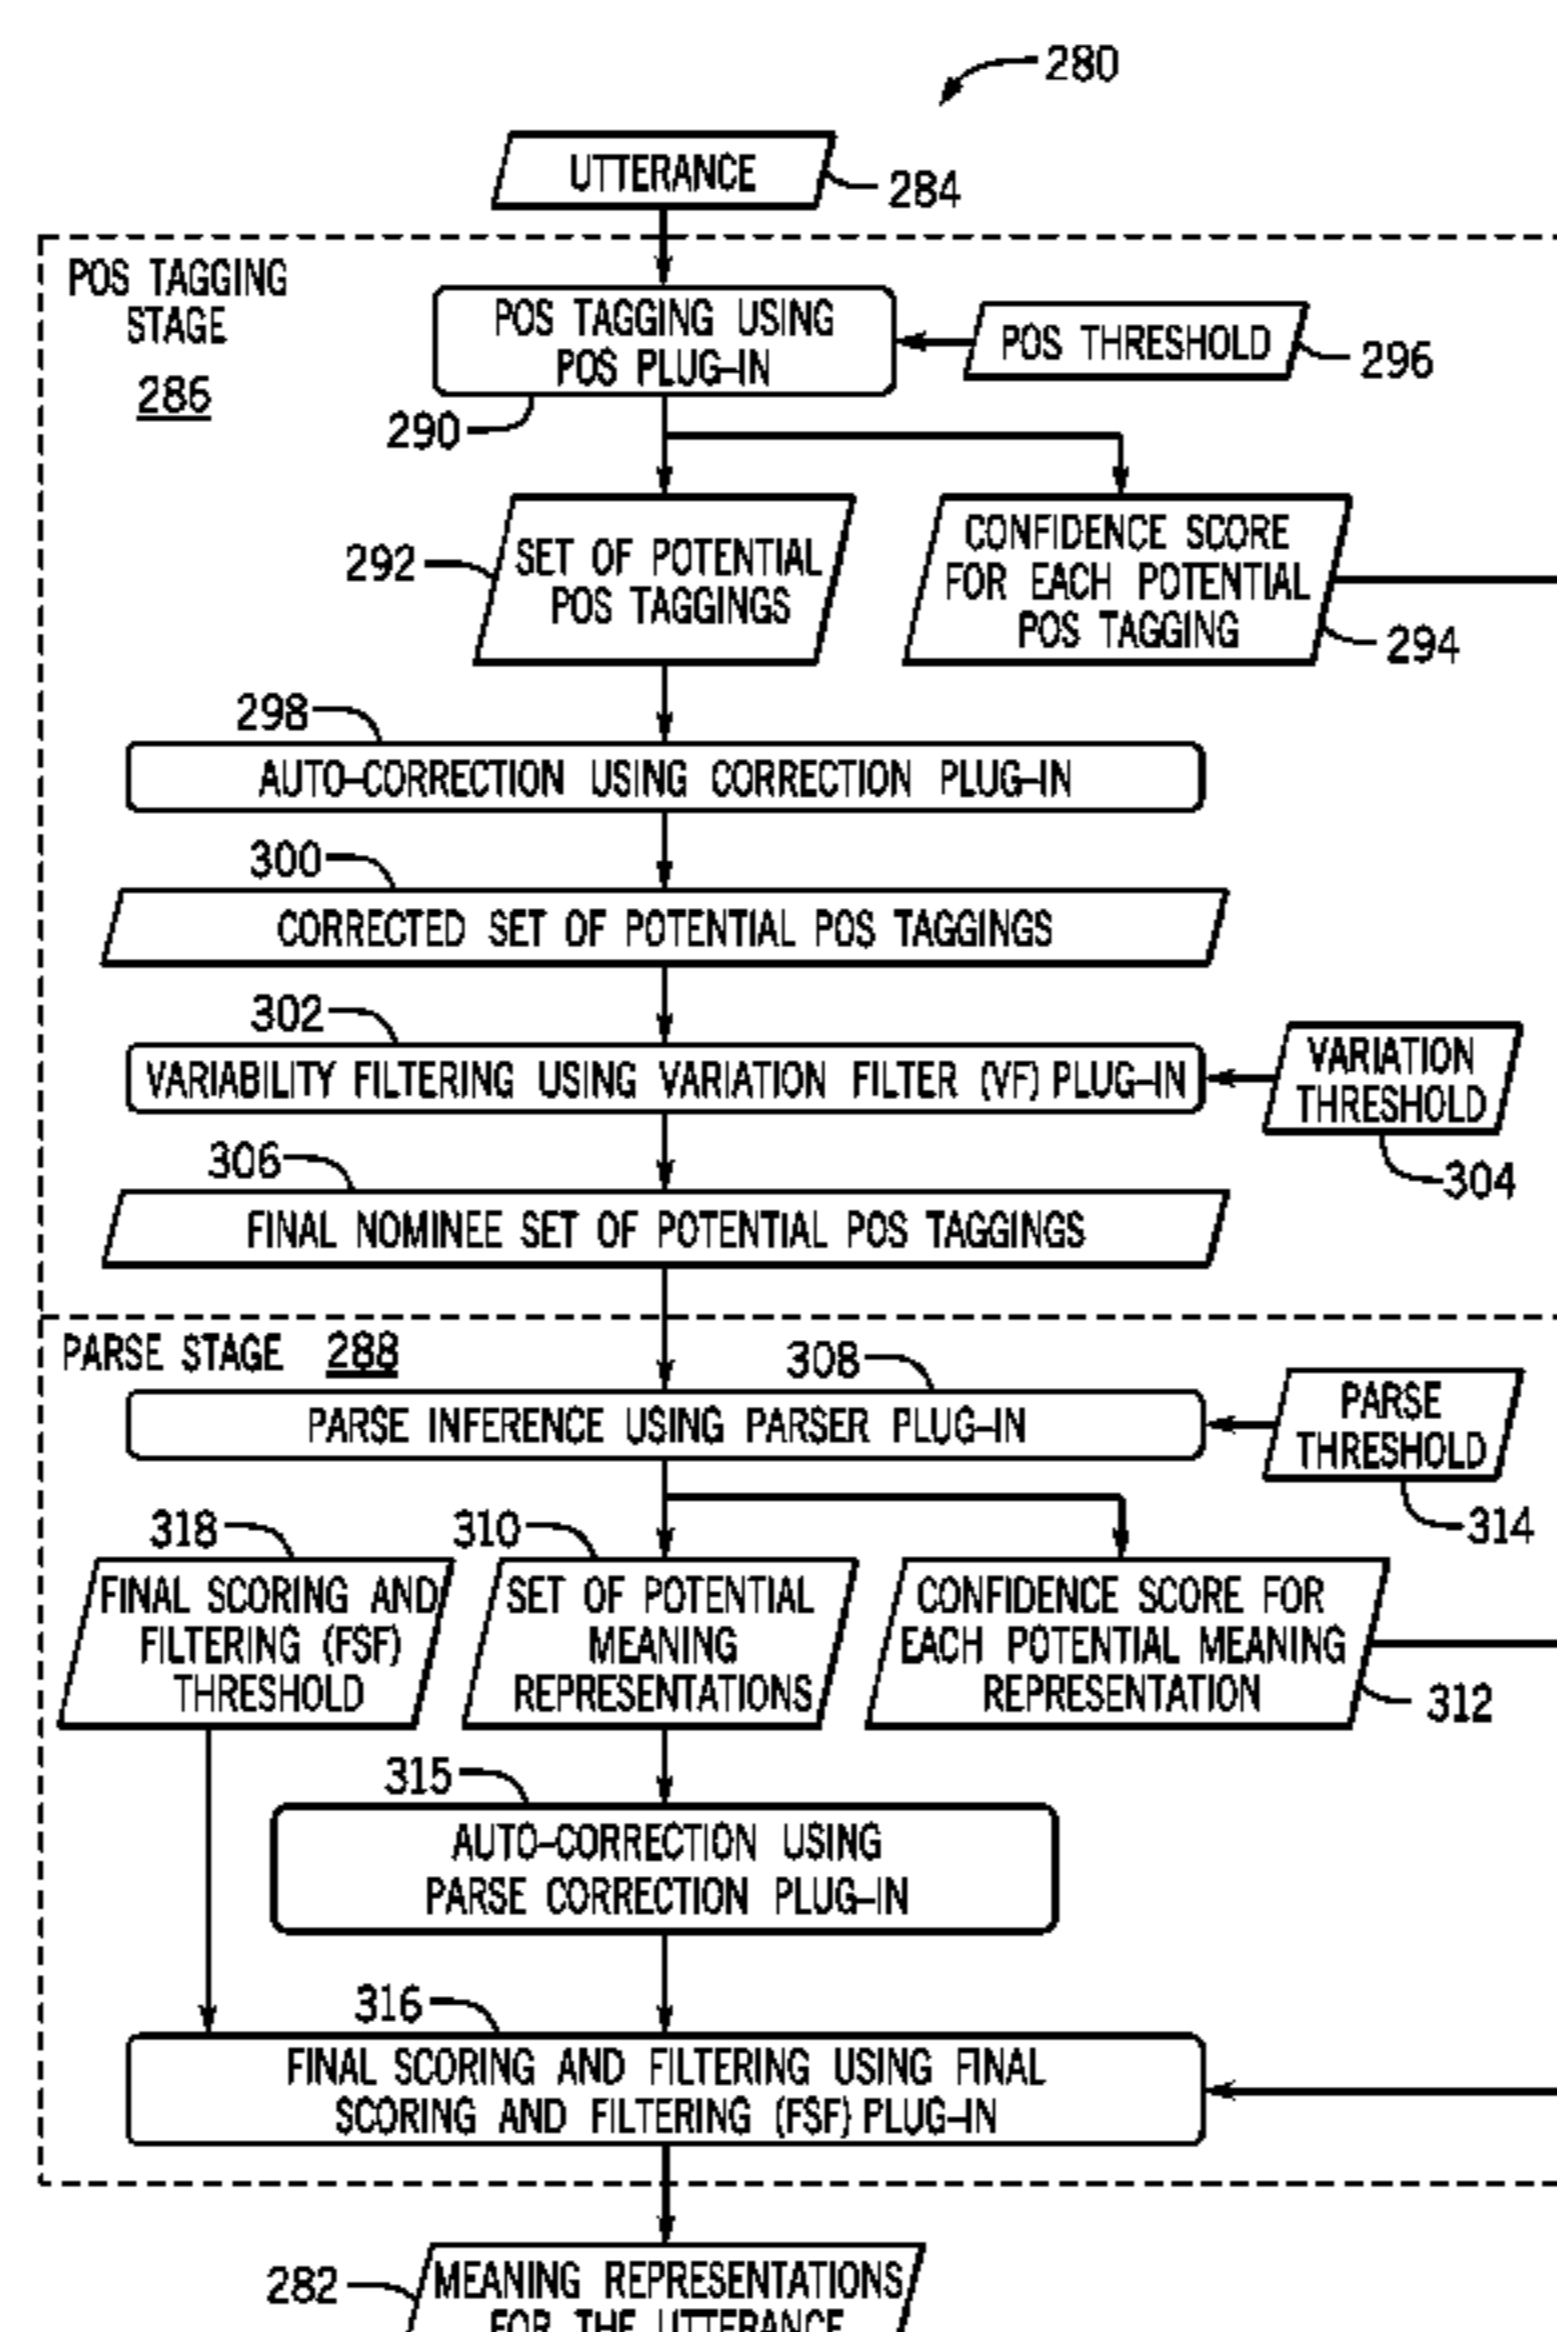 280
UTTERANCE
284
POS TAGGING
STAGE
286
POS TAGGING USING
POS PLUG-IN
290
POS THRESHOLD
296
292
SET OF POTENTIAL
POS TAGGINGS
CONFIDENCE SCORE
FOR EACH POTENTIAL
POS TAGGING
294
298
AUTO-CORRECTION USING CORRECTION PLUG-IN
300
CORRECTED SET OF POTENTIAL POS TAGGINGS
302
VARIABILITY FILTERING USING VARIATION FILTER (VF) PLUG-IN
VARIATION
THRESHOLD
304
306
FINAL NOMINEE SET OF POTENTIAL POS TAGGINGS
PARSE STAGE 288
308
PARSE INFERENCE USING PARSER PLUG-IN
PARSE
THRESHOLD
314
318
FINAL SCORING AND
FILTERING (FSF)
THRESHOLD
310
SET OF POTENTIAL
MEANING
REPRESENTATIONS
CONFIDENCE SCORE FOR
EACH POTENTIAL MEANING
REPRESENTATION
312
315
AUTO-CORRECTION USING
PARSE CORRECTION PLUG-IN
316
FINAL SCORING AND FILTERING USING FINAL
SCORING AND FILTERING (FSF) PLUG-IN
282
MEANING REPRESENTATIONS
FOR THE UTTERANCE